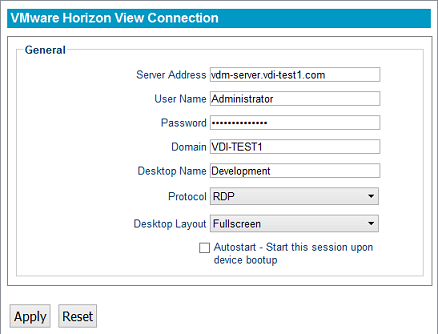 VMware Horizon View Connection
General
Server Address vdm-server.vdi-test1.com
User Name Administrator
Password ••••••••••••••
Domain VDI-TEST1
Desktop Name Development
Protocol RDP
Desktop Layout Fullscreen
Autostart - Start this session upon
device bootup
Apply Reset